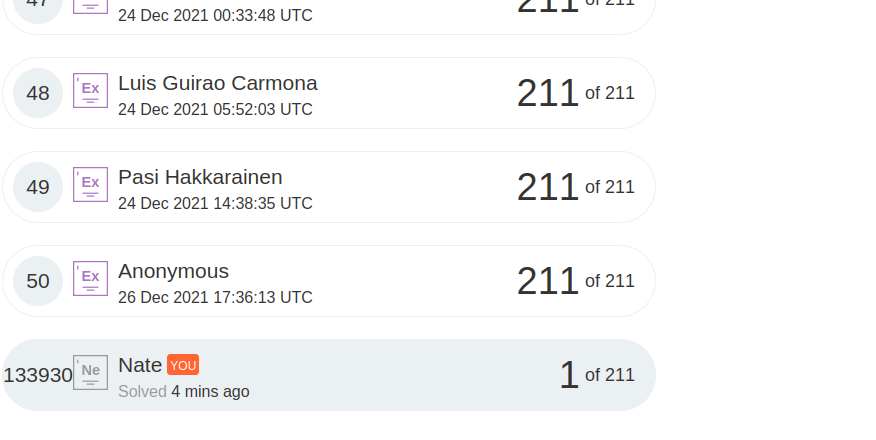 47
24 Dec 2021 00:33:48 UTC
211 of 211
48
Ex
Luis Guirao Carmona
24 Dec 2021 05:52:03 UTC
211 of 211
49
Ex
Pasi Hakkarainen
24 Dec 2021 14:38:35 UTC
211 of 211
50
Ex
Anonymous
26 Dec 2021 17:36:13 UTC
211 of 211
133930
Ne
Nate YOU
Solved 4 mins ago
1 of 211